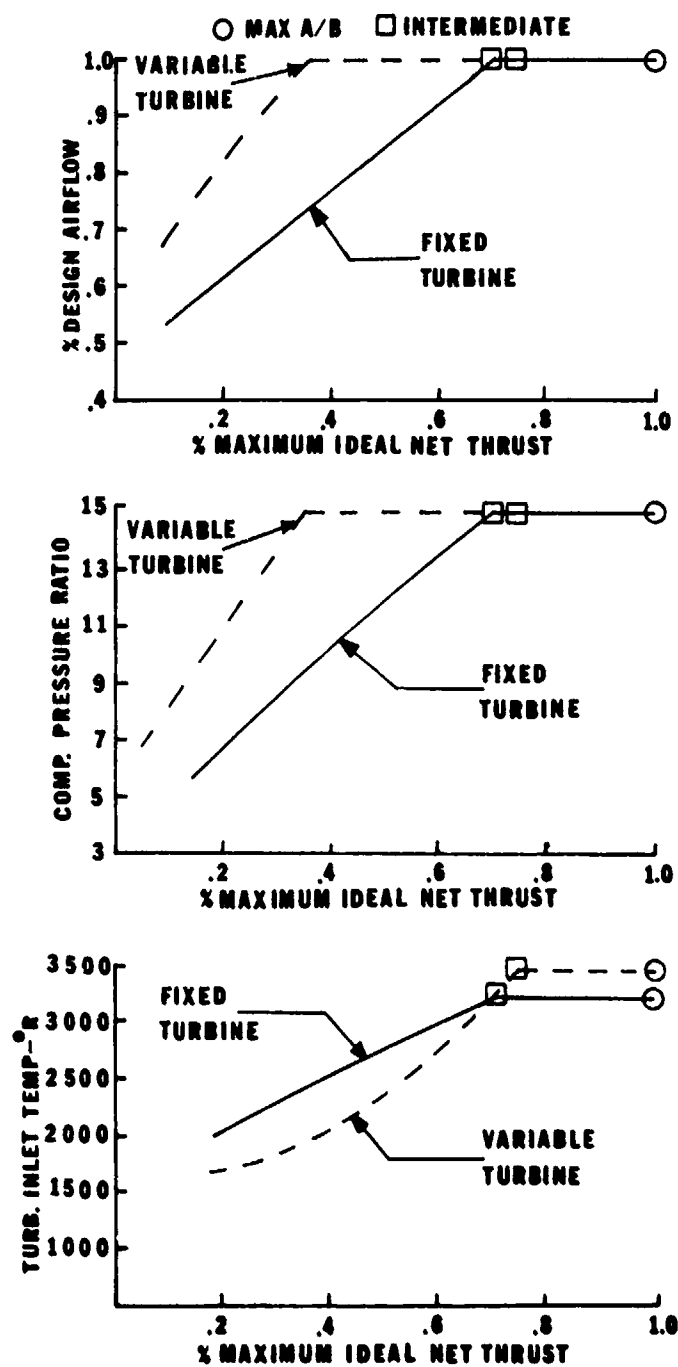 MAX A/B INTERMEDIATE
1.0
VARIABLE
TURBINE
.9
.8
.7
.6
.5
.4
% DESIGN AIRFLOW
FIXED
TURBINE
.2 .4 .6 .8 1.0
% MAXIMUM IDEAL NET THRUST
15
VARIABLE
TURBINE
13
11
9
7
5
3
COMP. PRESSURE RATIO
FIXED
TURBINE
.2 .4 .6 .8 1.0
% MAXIMUM IDEAL NET THRUST
3500
FIXED
TURBINE
3000
2500
2000
1500
1000
TURB. INLET TEMP-°R
VARIABLE
TURBINE
.2 .4 .6 .8 1.0
% MAXIMUM IDEAL NET THRUST